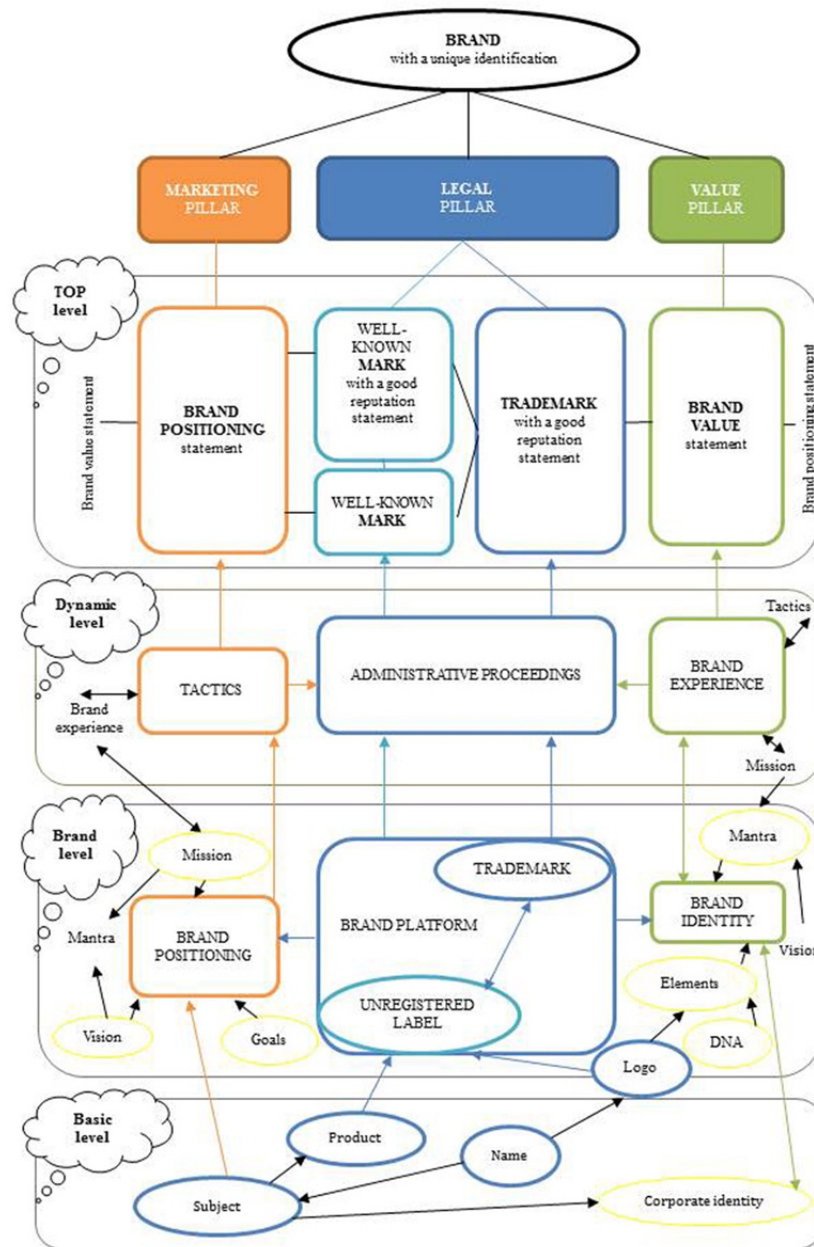 BRAND
with a unique identification
MARKETING
PILLAR
LEGAL
PILLAR
VALUE
PILLAR
TOP
level
Brand value statement
BRAND
POSITIONING
statement
WELL-
KNOWN
MARK
with a good
reputation
statement
WELL-KNOWN
MARK
TRADEMARK
with a good
reputation
statement
BRAND
VALUE
statement
Brand positioning statement
Dynamic
level
Brand
experience
TACTICS
ADMINISTRATIVE PROCEEDINGS
BRAND
EXPERIENCE
Tactics
Mission
Brand
level
Mission
Mantra
BRAND
POSITIONING
Vision
Goals
BRAND PLATFORM
TRADEMARK
UNREGISTERED
LABEL
Mantra
BRAND
IDENTITY
Vision
Elements
DNA
Logo
Basic
level
Product
Name
Subject
Corporate identity